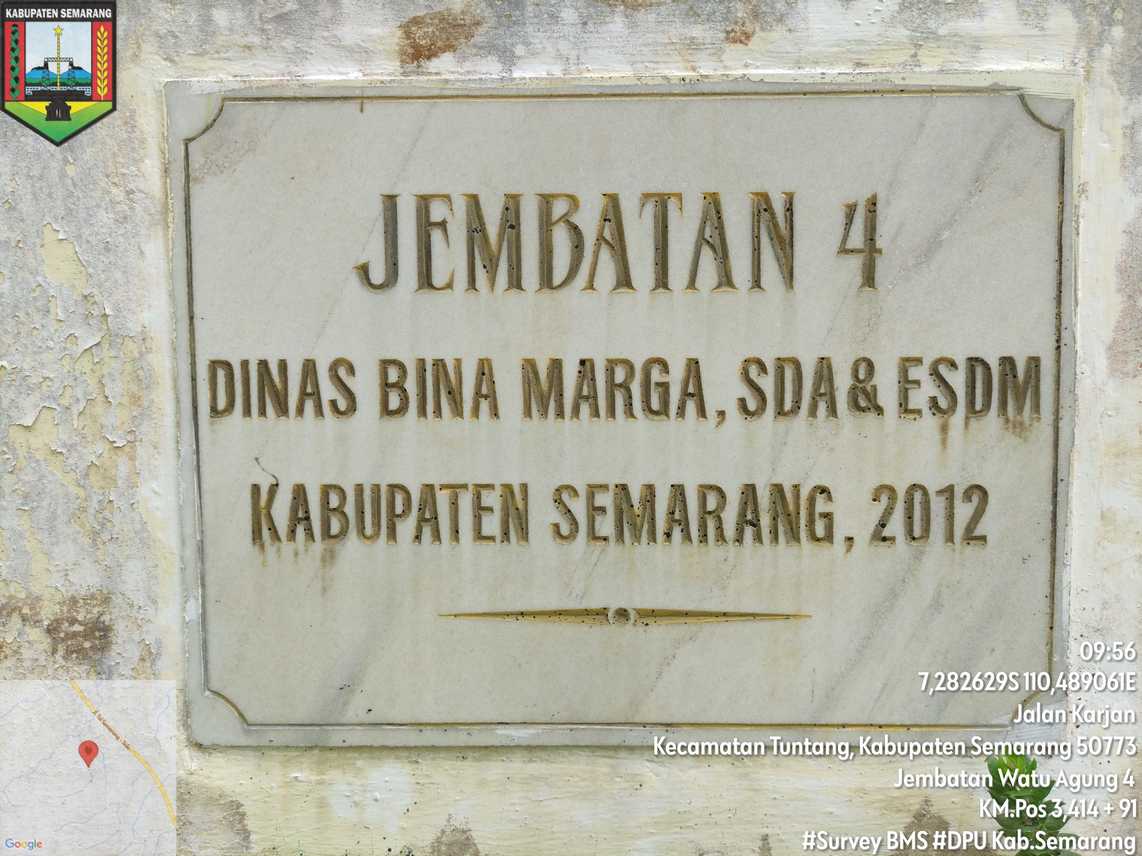 KABUPATEN SEMARANG
JEMBATAN 4
DINAS BINA MARGA, SDA & ESDM
KABUPATEN SEMARANG, 2012
09:56
7,282629S 110,489061E
Jalan Karjan
Kecamatan Tuntang, Kabupaten Semarang 50773
Jembatan Watu Agung 4
KM.Pos 3,414 + 91
#Survey BMS #DPU Kab.Semarang
Google